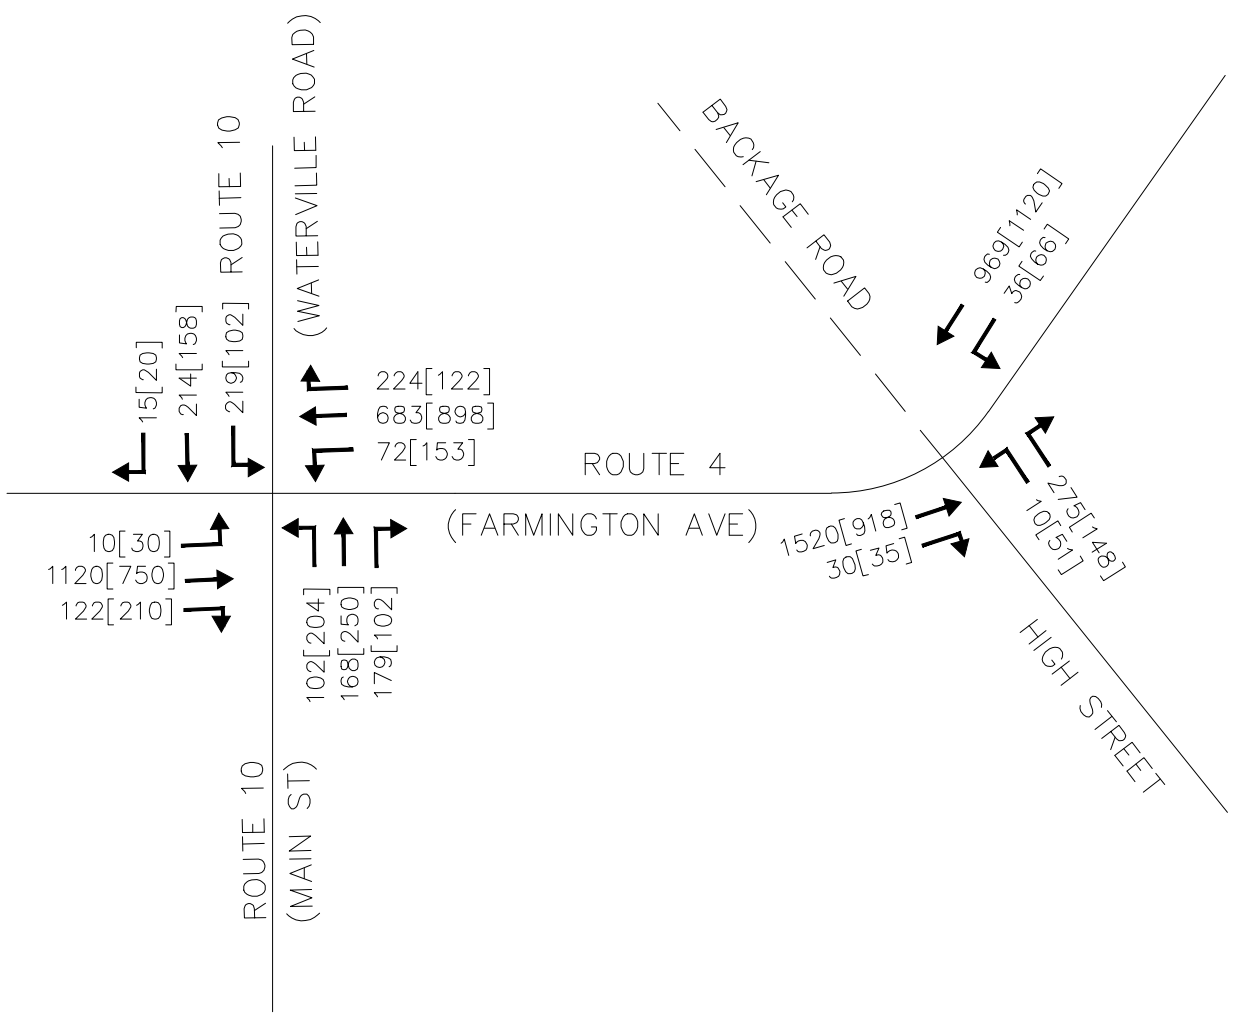 ROUTE 10
(WATERVILLE ROAD)
BACKAGE ROAD
969[1120]
36[66]
15[20]
214[158]
219[102]
224[122]
683[898]
72[153]
ROUTE 4
(FARMINGTON AVE)
10[30]
1120[750]
122[210]
102[204]
168[250]
179[102]
1520[918]
30[35]
275[148]
10[51]
HIGH STREET
ROUTE 10
(MAIN ST)